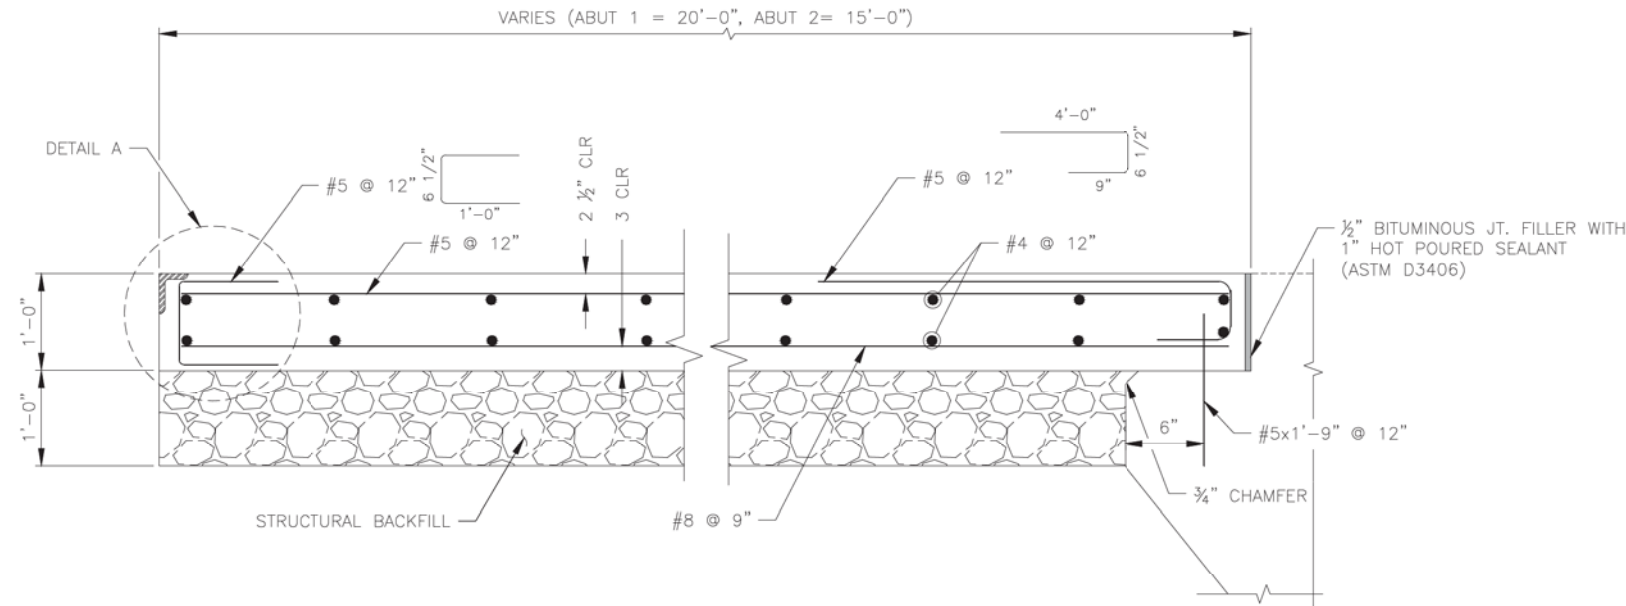 VARIES (ABUT 1 = 20'-0", ABUT 2= 15'-0")
4'-0"
6 1/2"
9"
DETAIL A
6 1/2"
1'-0"
#5 @ 12"
2 ½" CLR
3 CLR
#5 @ 12"
#5 @ 12"
#4 @ 12"
½" BITUMINOUS JT. FILLER WITH
1" HOT POURED SEALANT
(ASTM D3406)
1'-0"
1'-0"
6"
#5x1'-9" @ 12"
¾" CHAMFER
STRUCTURAL BACKFILL
#8 @ 9"